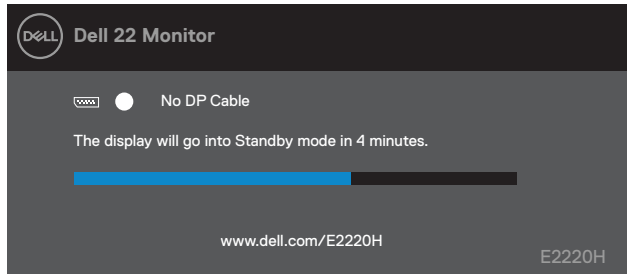 DELL Dell 22 Monitor
No DP Cable
The display will go into Standby mode in 4 minutes.
www.dell.com/E2220H
E2220H